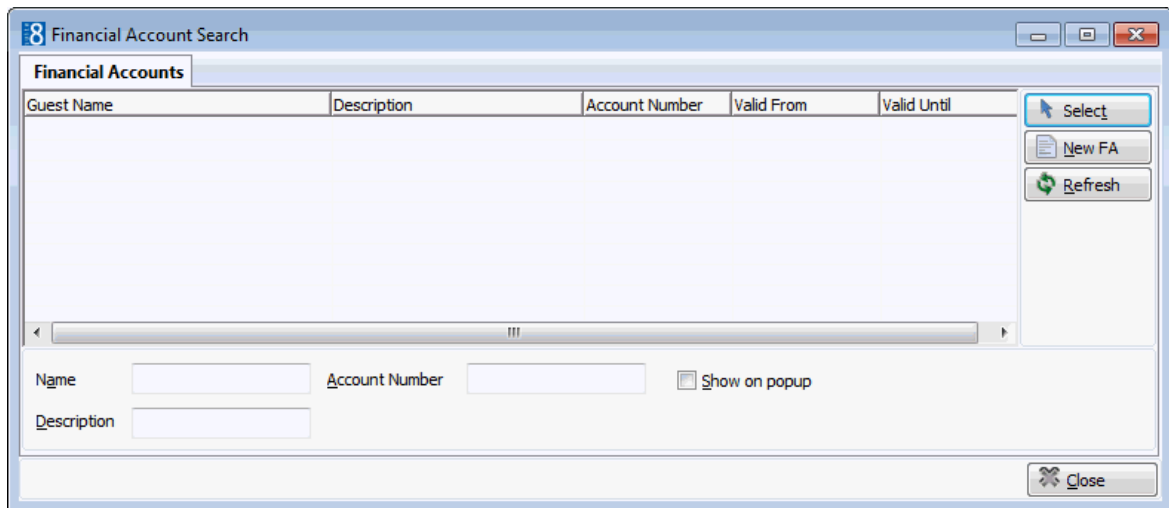 8 Financial Account Search
Financial Accounts
Guest Name Description Account Number Valid From Valid Until
Select
New FA
Refresh
Name Account Number Show on popup
Description
Close